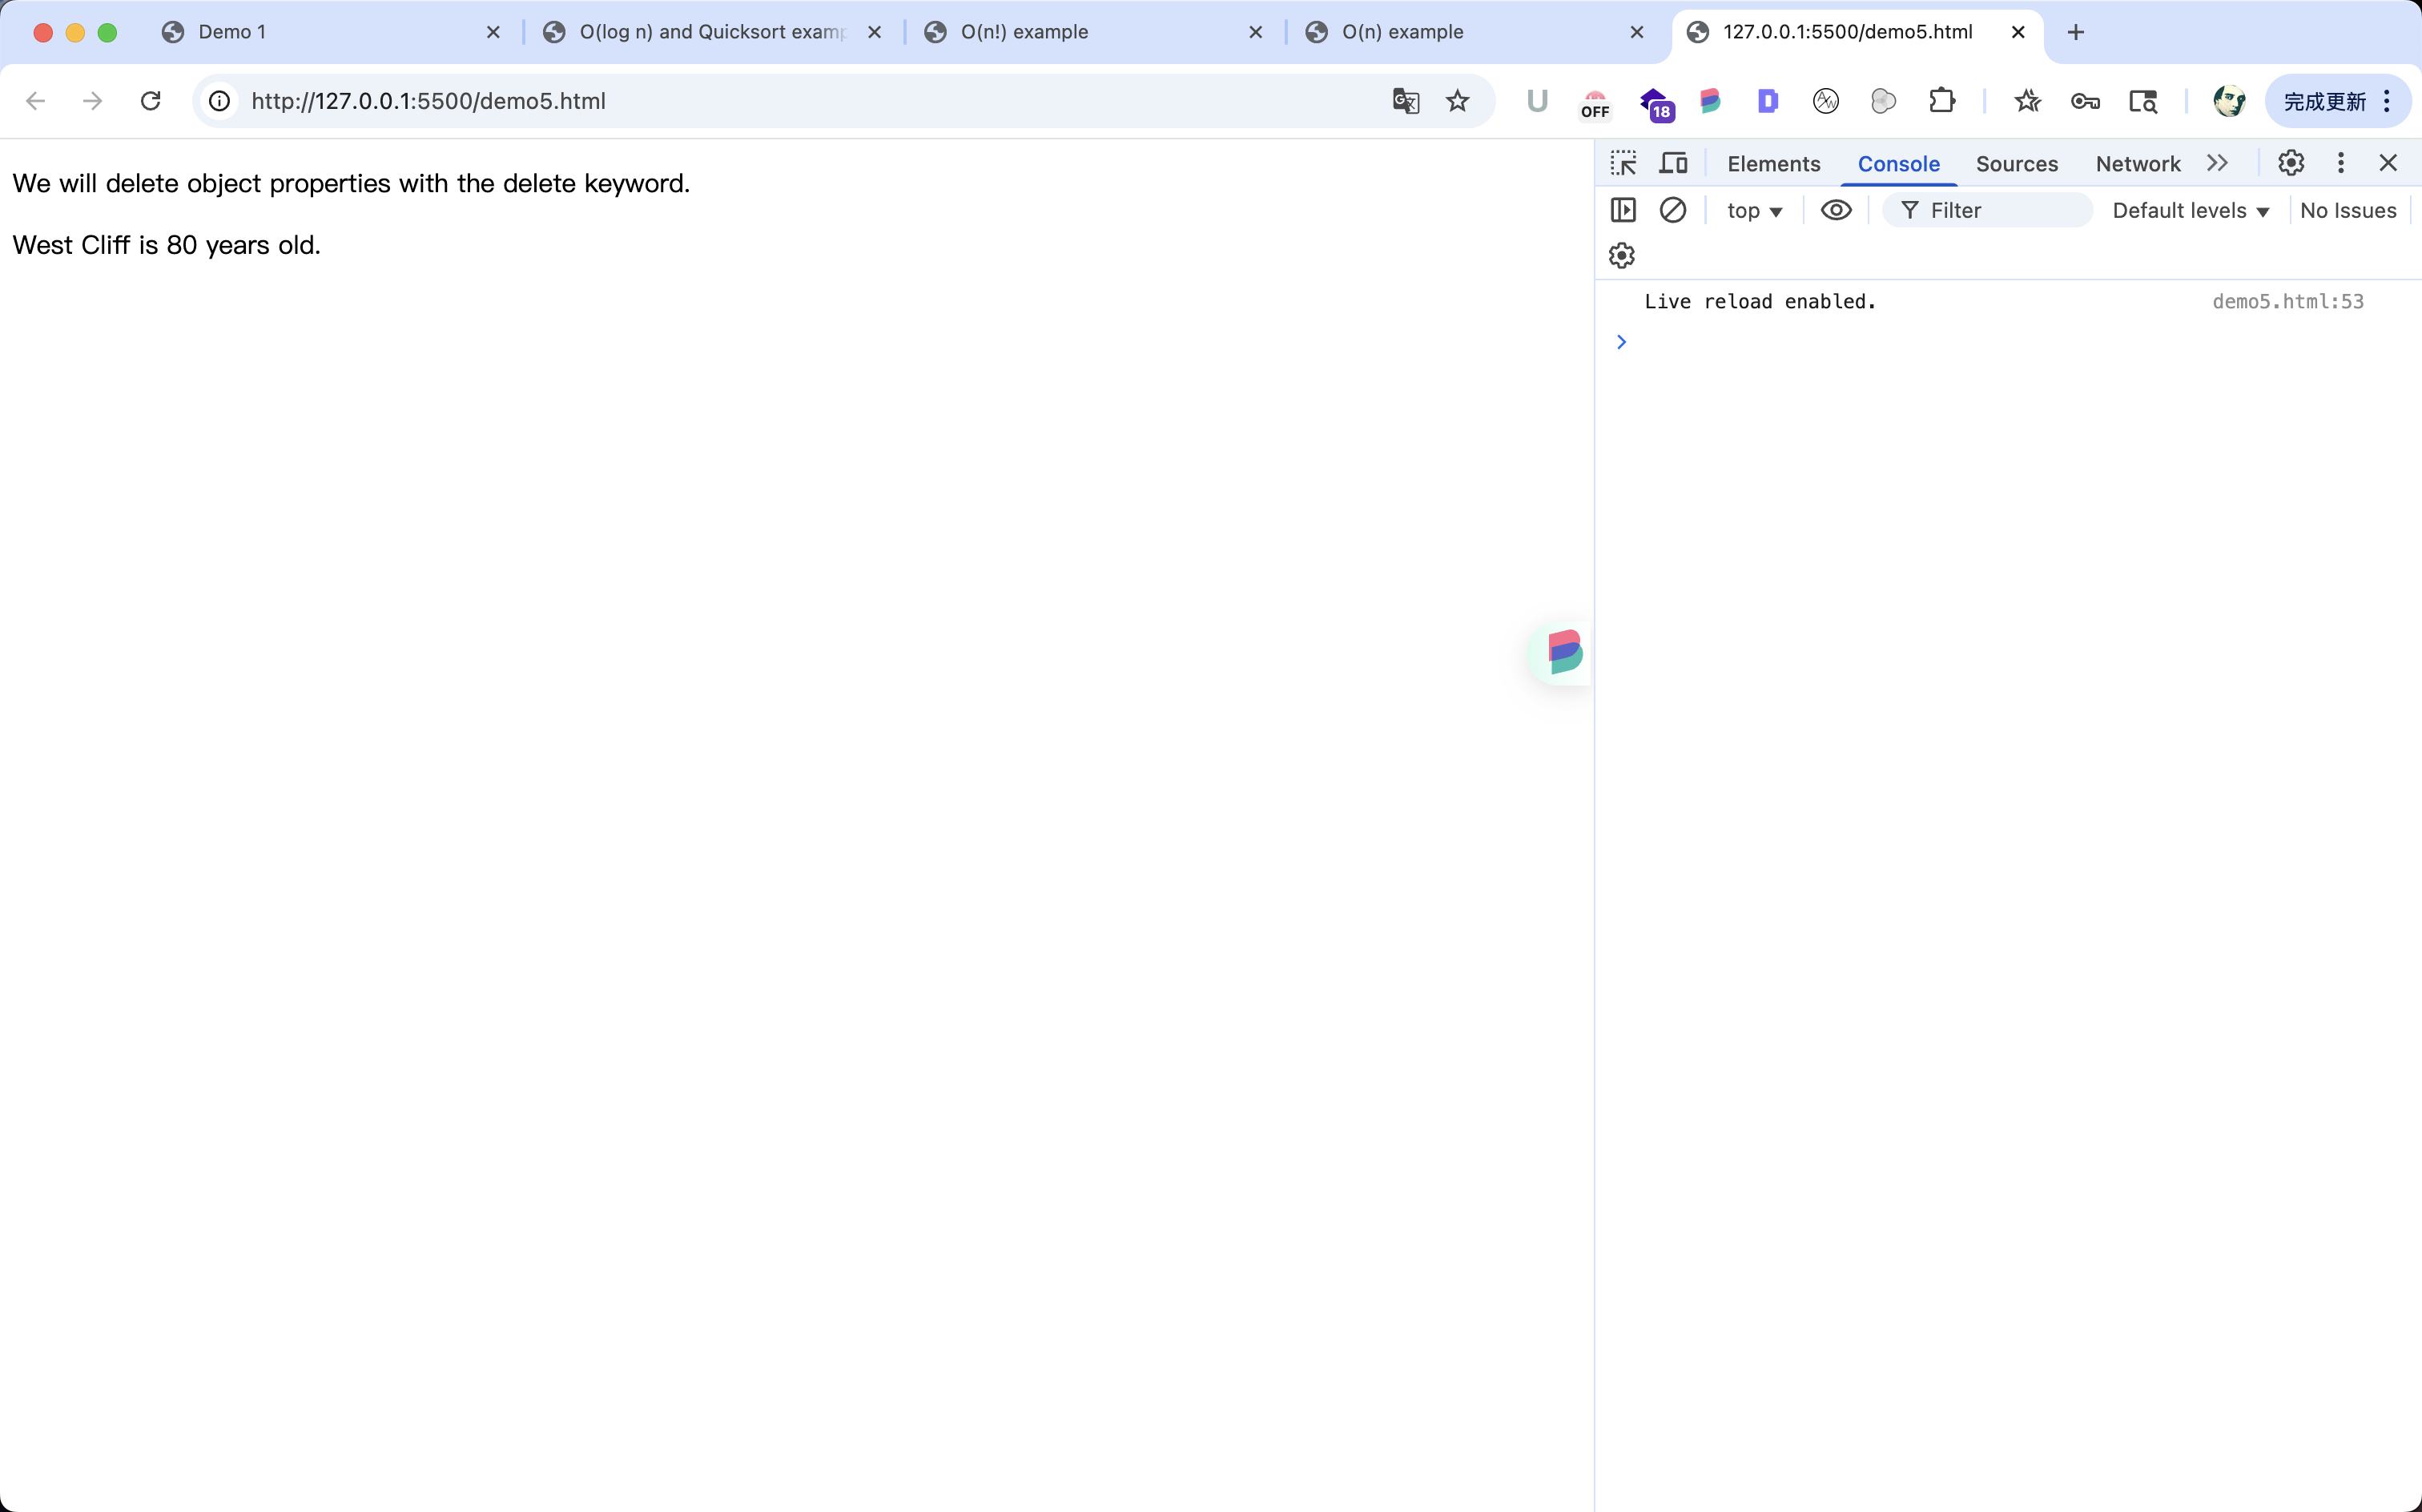 Demo 1
O(log n) and Quicksort examp
O(n!) example
O(n) example
127.0.0.1:5500/demo5.html
http://127.0.0.1:5500/demo5.html
U
OFF
18
完成更新
We will delete object properties with the delete keyword.
West Cliff is 80 years old.
Elements
Console
Sources
Network
top
Filter
Default levels
No Issues
Live reload enabled.
demo5.html:53